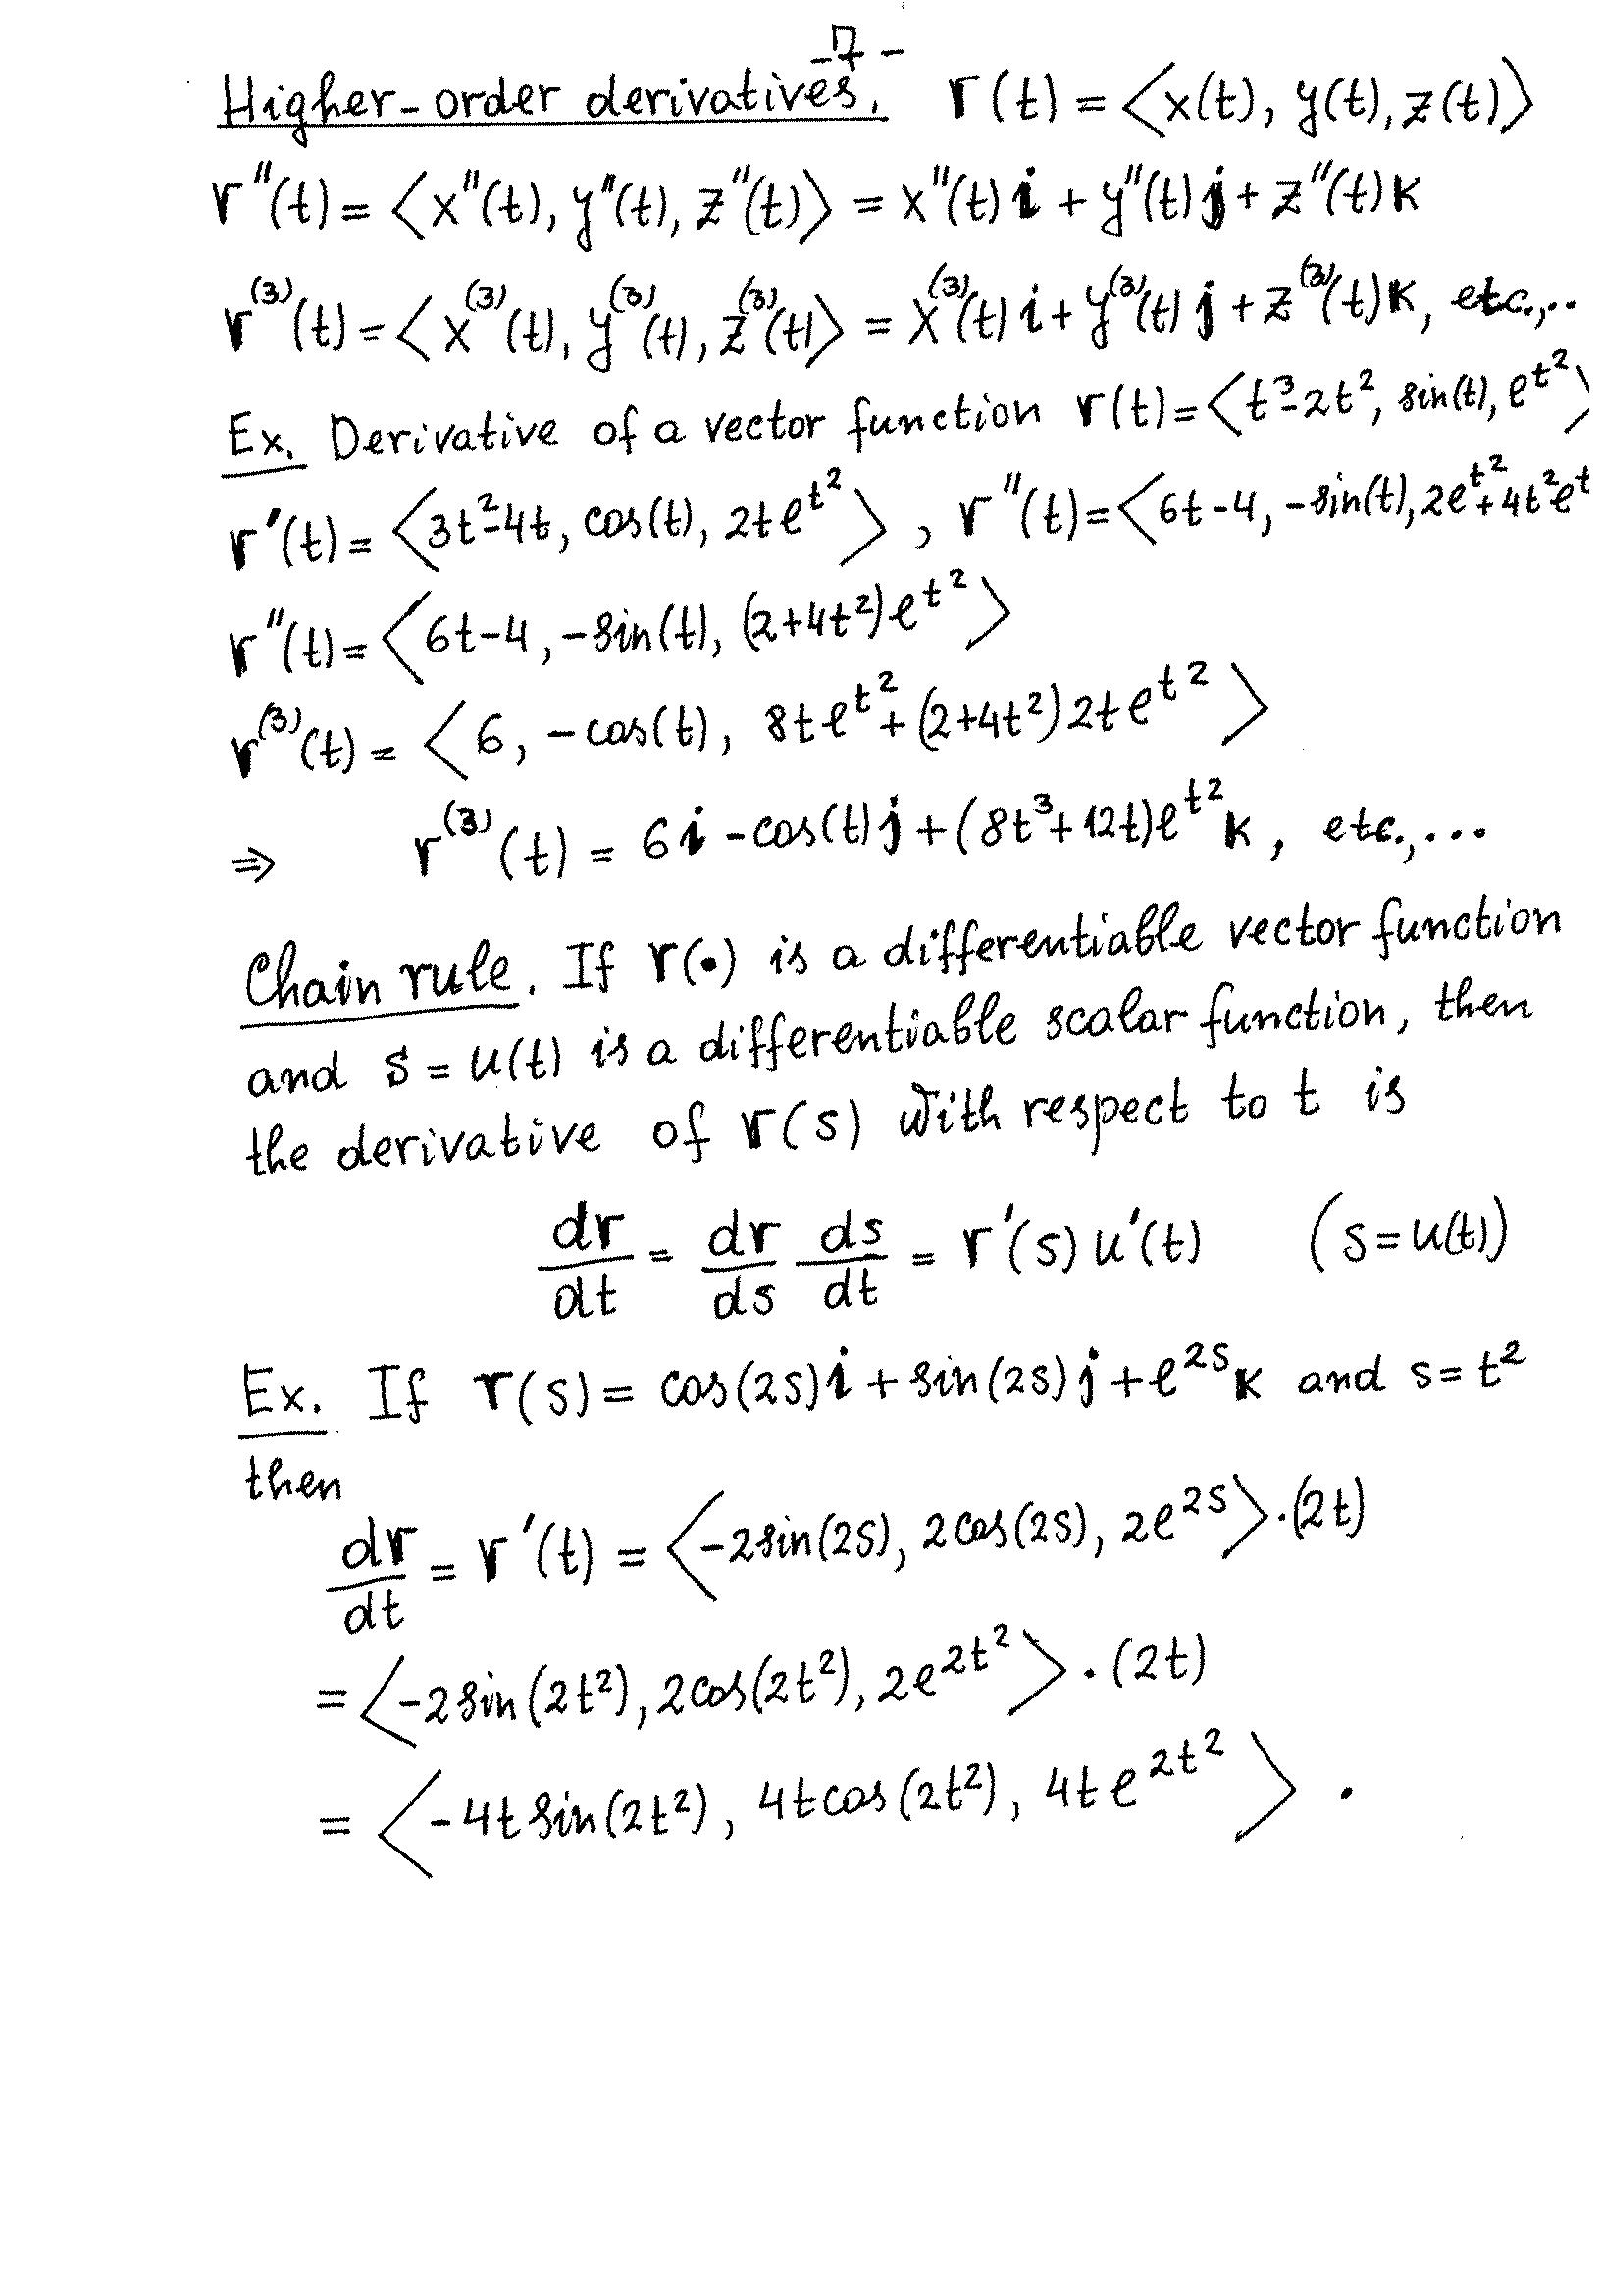 -7-
Higher-order derivatives. r(t) = ⟨x(t), y(t), z(t)⟩
r''(t) = ⟨x''(t), y''(t), z''(t)⟩ = x''(t) i + y''(t) j + z''(t) k
r⁽³⁾(t) = ⟨x⁽³⁾(t), y⁽³⁾(t), z⁽³⁾(t)⟩ = x⁽³⁾(t) i + y⁽³⁾(t) j + z⁽³⁾(t) k, etc.,..
Ex. Derivative of a vector function r(t) = ⟨t³-2t², sin(t), e^{t²}⟩
r'(t) = ⟨3t²-4t, cos(t), 2te^{t²}⟩, r''(t) = ⟨6t-4, -sin(t), 2e^{t²}+4t²e^t
r''(t) = ⟨6t-4, -sin(t), (2+4t²)e^{t²}⟩
r⁽³⁾(t) = ⟨6, -cos(t), 8te^{t²}+(2+4t²)2te^{t²}⟩
⇒ r⁽³⁾(t) = 6i - cos(t) j + (8t³+12t)e^{t²} k, etc.,...
Chain rule. If r(•) is a differentiable vector function
and s = u(t) is a differentiable scalar function, then
the derivative of r(s) with respect to t is
dr/dt = dr/ds ds/dt = r'(s) u'(t) (s = u(t))
Ex. If r(s) = cos(2s) i + sin(2s) j + e^{2s} k and s = t²
then
dr/dt = r'(t) = ⟨-2sin(2s), 2cos(2s), 2e^{2s}⟩·(2t)
= ⟨-2sin(2t²), 2cos(2t²), 2e^{2t²}⟩·(2t)
= ⟨-4t sin(2t²), 4t cos(2t²), 4te^{2t²}⟩.